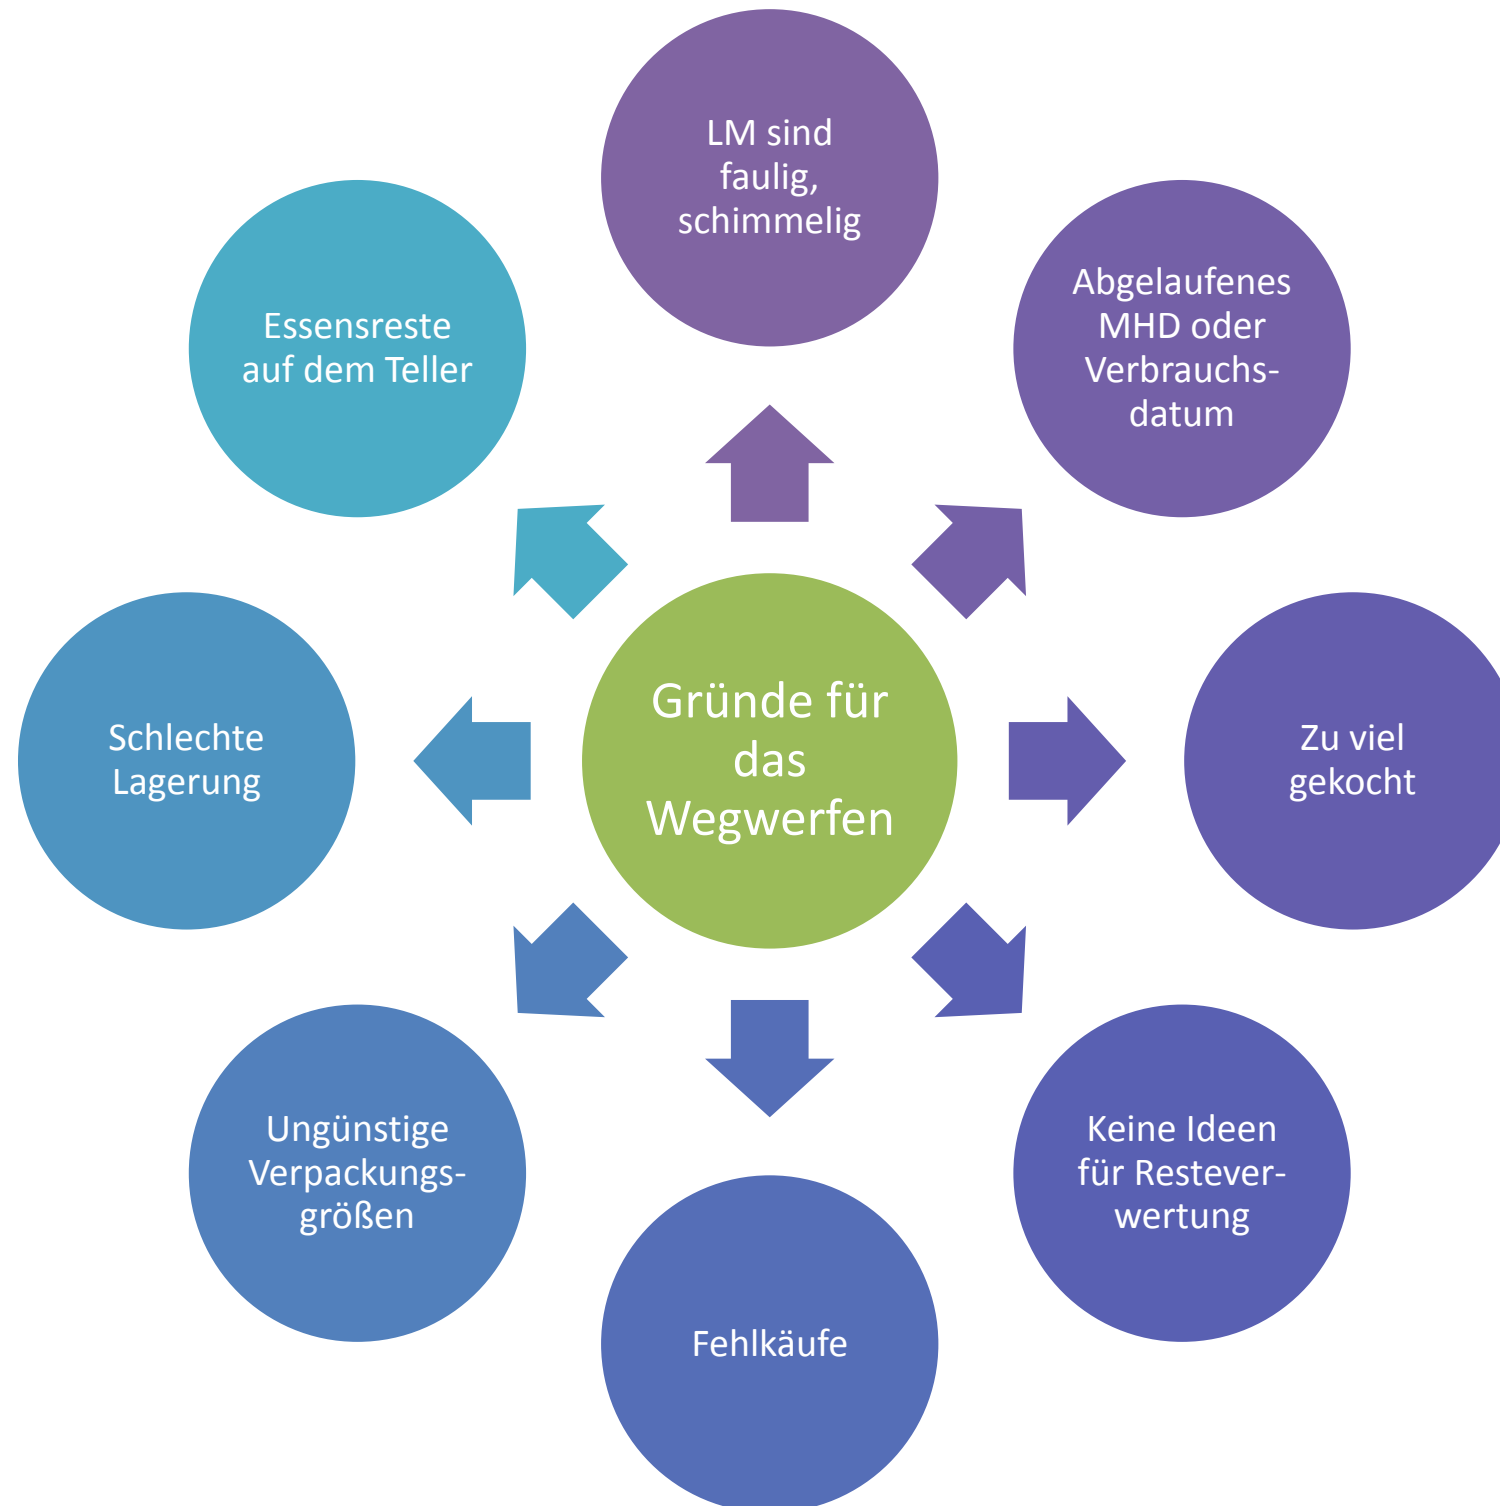 LM sind
faulig,
schimmelig
Abgelaufenes
MHD oder
Verbrauchs-
datum
Zu viel
gekocht
Keine Ideen
für Restever-
wertung
Fehlkäufe
Ungünstige
Verpackungs-
größen
Schlechte
Lagerung
Essensreste
auf dem Teller
Gründe für
das
Wegwerfen